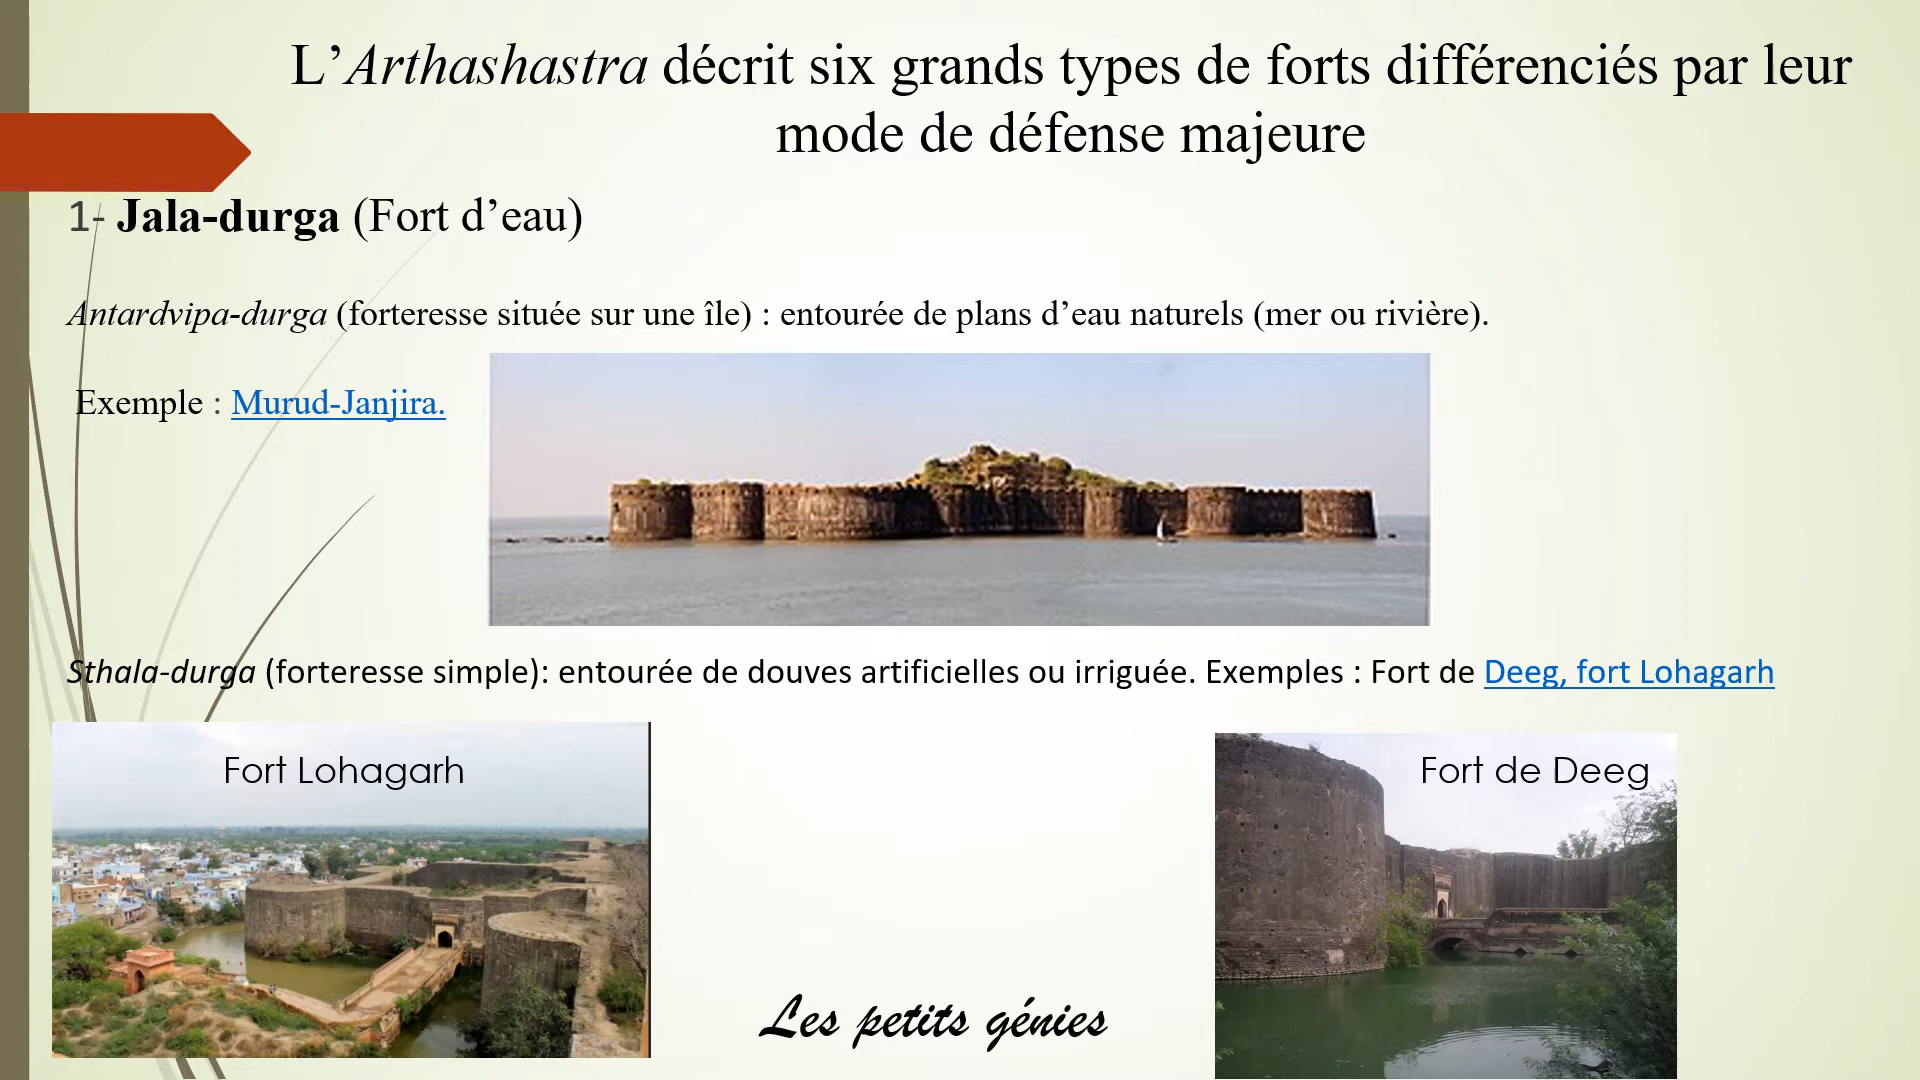 L’Arthashastra décrit six grands types de forts différenciés par leur
mode de défense majeure
1- Jala-durga (Fort d’eau)
Antardvipa-durga (forteresse située sur une île) : entourée de plans d’eau naturels (mer ou rivière).
Exemple : Murud-Janjira.
Sthala-durga (forteresse simple): entourée de douves artificielles ou irriguée. Exemples : Fort de Deeg, fort Lohagarh
Fort Lohagarh
Fort de Deeg
Les petits génies